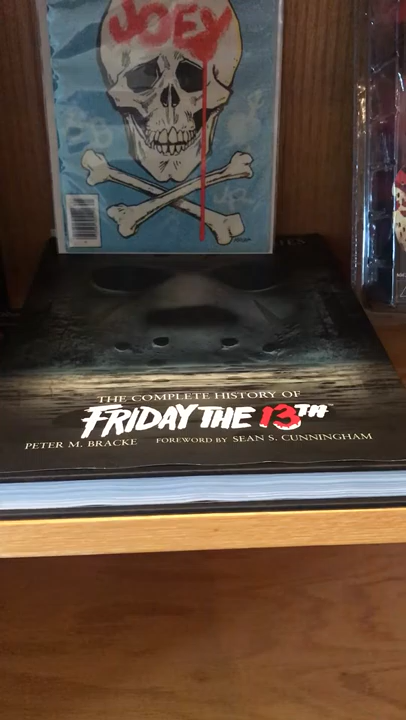 JOEY
THE COMPLETE HISTORY OF
FRIDAY THE 13TH
PETER M. BRACKE FOREWORD BY SEAN S. CUNNINGHAM